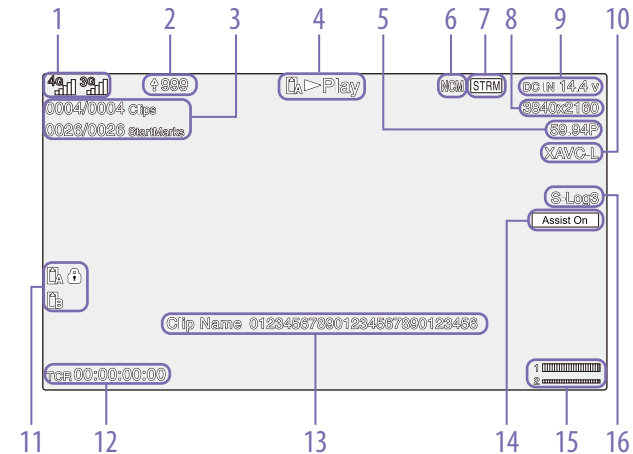 1 2 3 4 5 6 7 8 9 10
4G 3G 999 A Play NCM STRM DC IN 14.4 V
0004/0004 Clips 3840x2160
0026/0026 StartMarks 59.94P
XAVC-L
S-Log3
Assist On
A
B
Clip Name 012345678901234567890123456
TCR 00:00:00:00 1
2
11 12 13 14 15 16